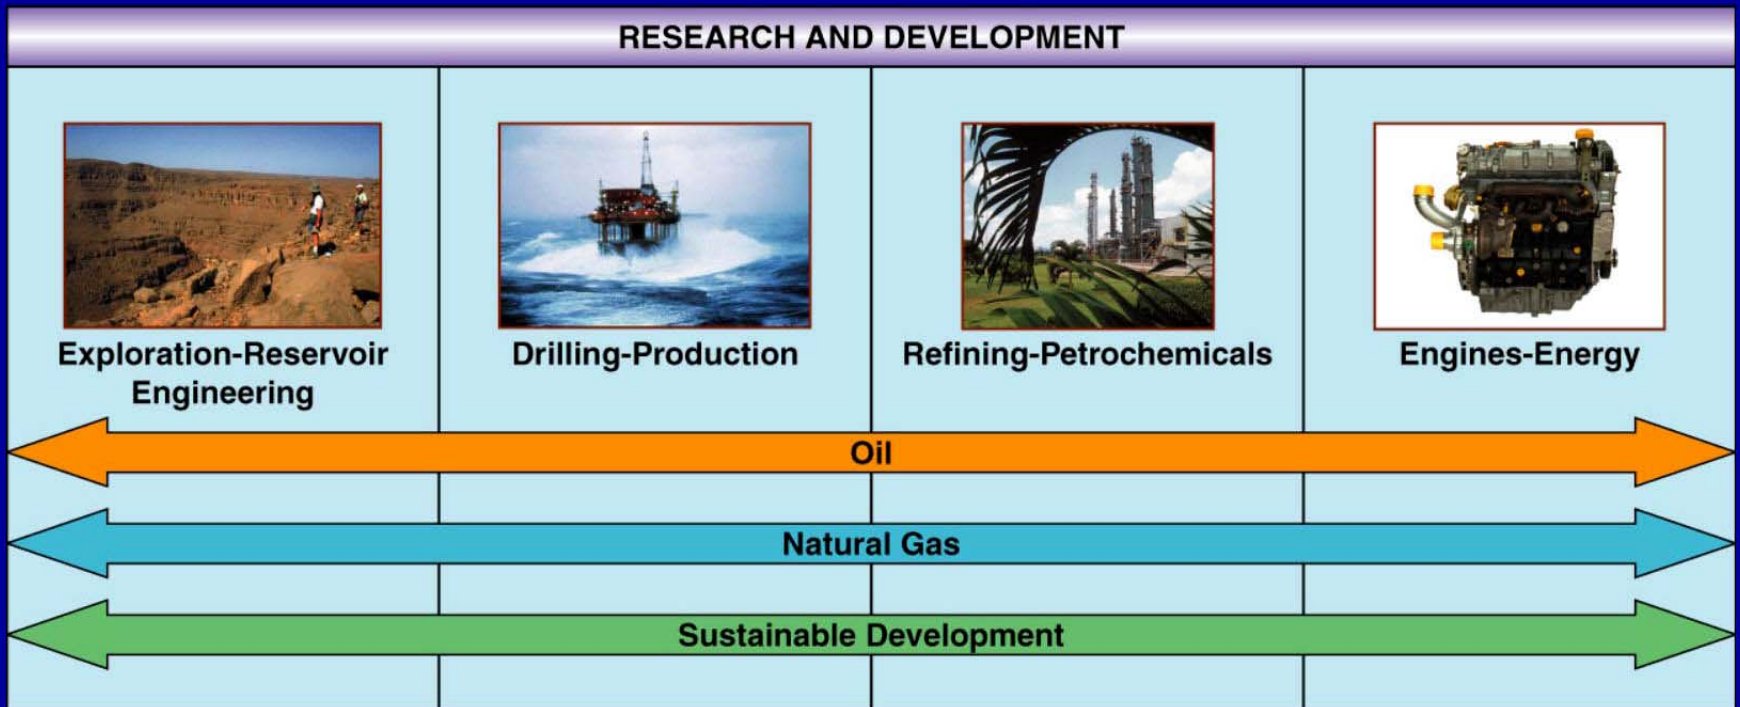 RESEARCH AND DEVELOPMENT
Exploration-Reservoir
Engineering
Drilling-Production
Refining-Petrochemicals
Engines-Energy
Oil
Natural Gas
Sustainable Development